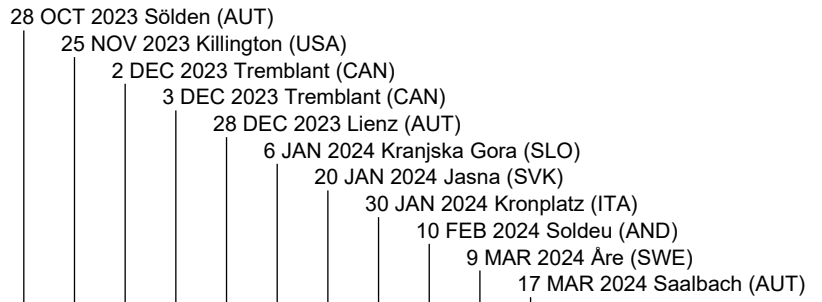 28 OCT 2023 Sölden (AUT)
25 NOV 2023 Killington (USA)
2 DEC 2023 Tremblant (CAN)
3 DEC 2023 Tremblant (CAN)
28 DEC 2023 Lienz (AUT)
6 JAN 2024 Kranjska Gora (SLO)
20 JAN 2024 Jasna (SVK)
30 JAN 2024 Kronplatz (ITA)
10 FEB 2024 Soldeu (AND)
9 MAR 2024 Åre (SWE)
17 MAR 2024 Saalbach (AUT)